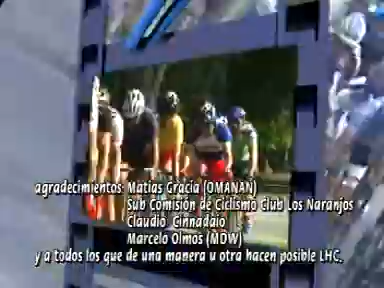 agradecimientos: Matias Gracia (OMANAN)
Sub Comisión de Ciclismo Club Los Naranjos
Claudio Cinnadaio
Marcelo Olmos (MDW)
y a todos los que de una manera u otra hacen posible LHC.